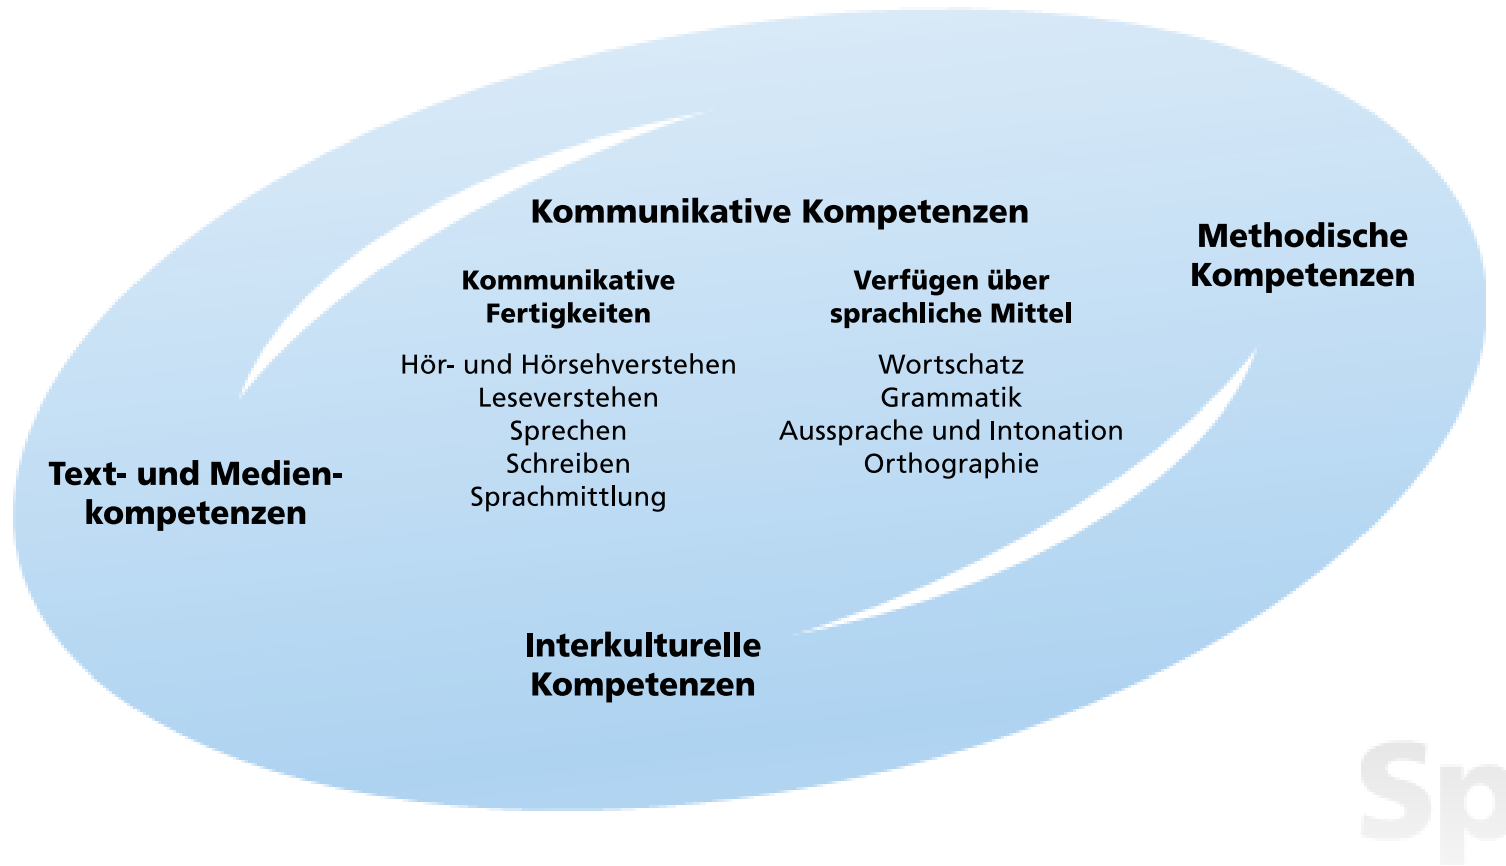 Kommunikative Kompetenzen
Methodische
Kompetenzen
Kommunikative
Fertigkeiten
Hör- und Hörsehverstehen
Leseverstehen
Sprechen
Schreiben
Sprachmittlung
Verfügen über
sprachliche Mittel
Wortschatz
Grammatik
Aussprache und Intonation
Orthographie
Text- und Medien-
kompetenzen
Interkulturelle
Kompetenzen
Sp